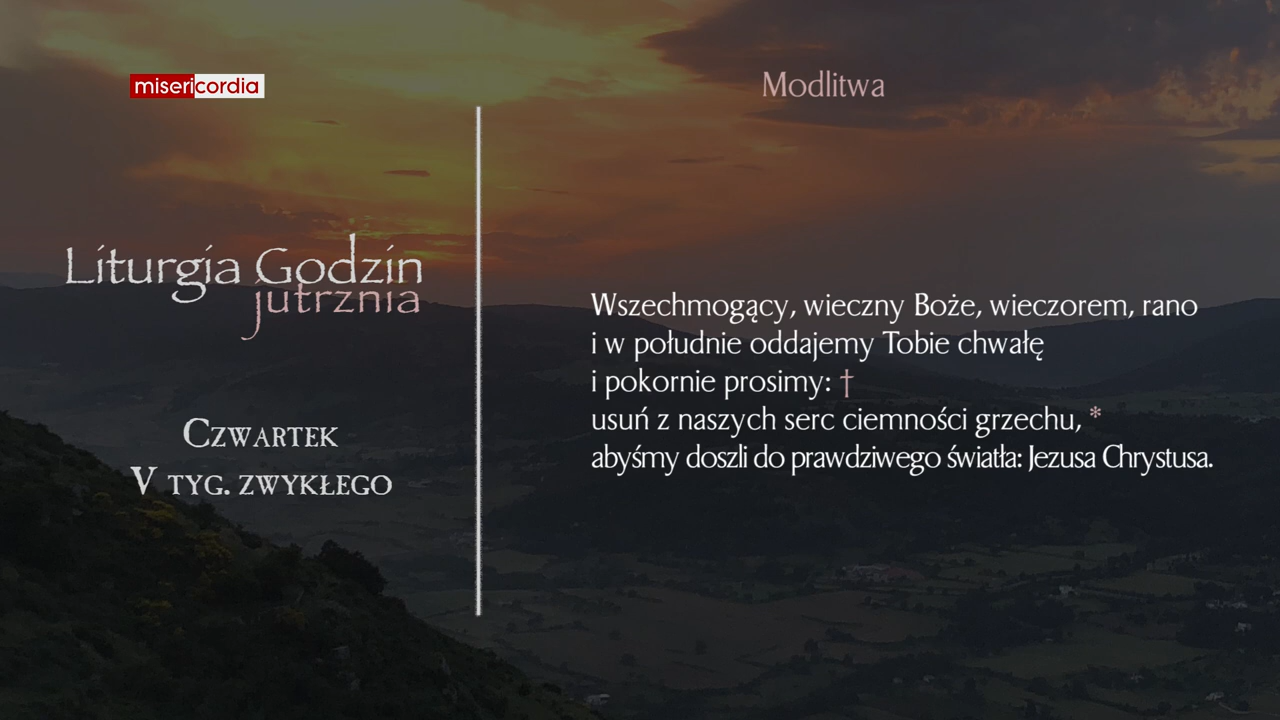 misericordia
Liturgia Godzin
jutrznia
Czwartek
V tyg. zwykłego
Modlitwa
Wszechmogący, wieczny Boże, wieczorem, rano
i w południe oddajemy Tobie chwałę
i pokornie prosimy: †
usuń z naszych serc ciemności grzechu, *
abyśmy doszli do prawdziwego światła: Jezusa Chrystusa.